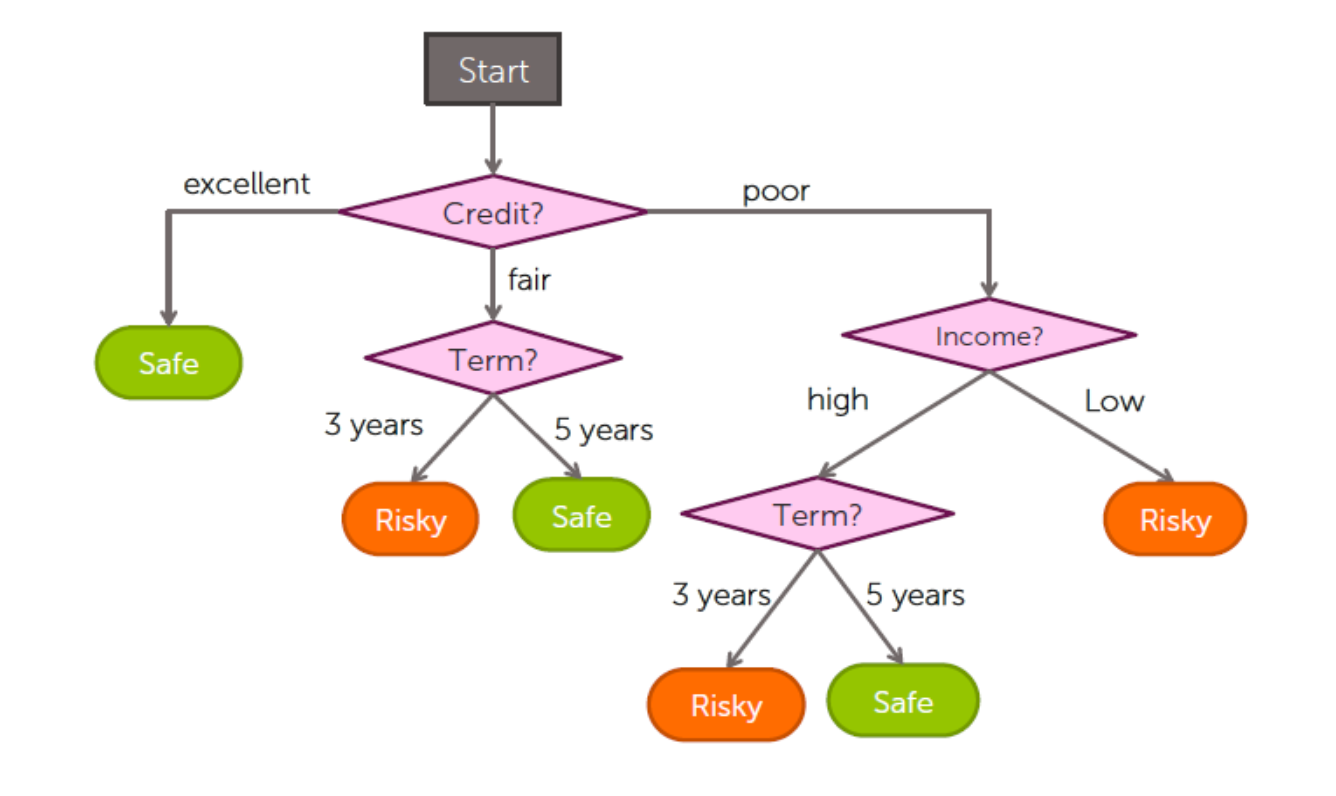 Start
excellent
Credit?
poor
fair
Safe
Term?
Income?
3 years
5 years
high
Low
Risky
Safe
Term?
Risky
3 years
5 years
Risky
Safe